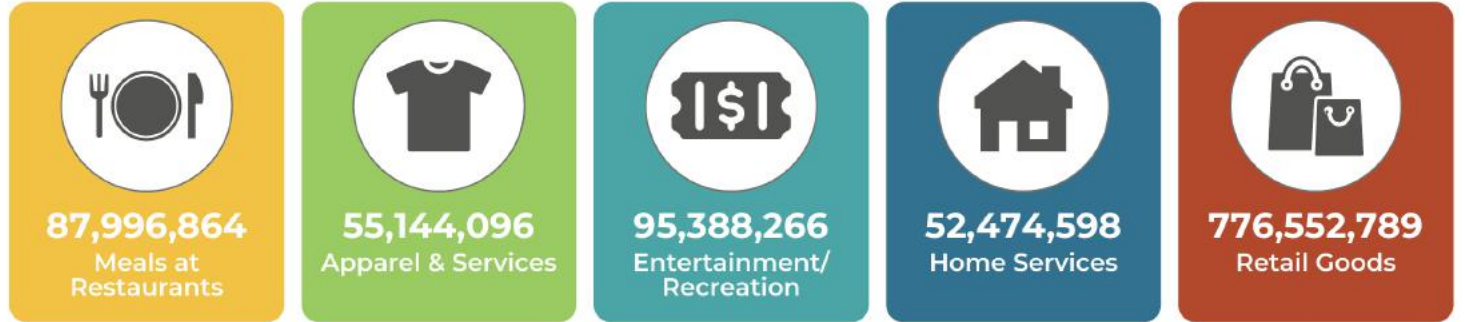 87,996,864
Meals at
Restaurants
55,144,096
Apparel & Services
$
95,388,266
Entertainment/
Recreation
52,474,598
Home Services
776,552,789
Retail Goods